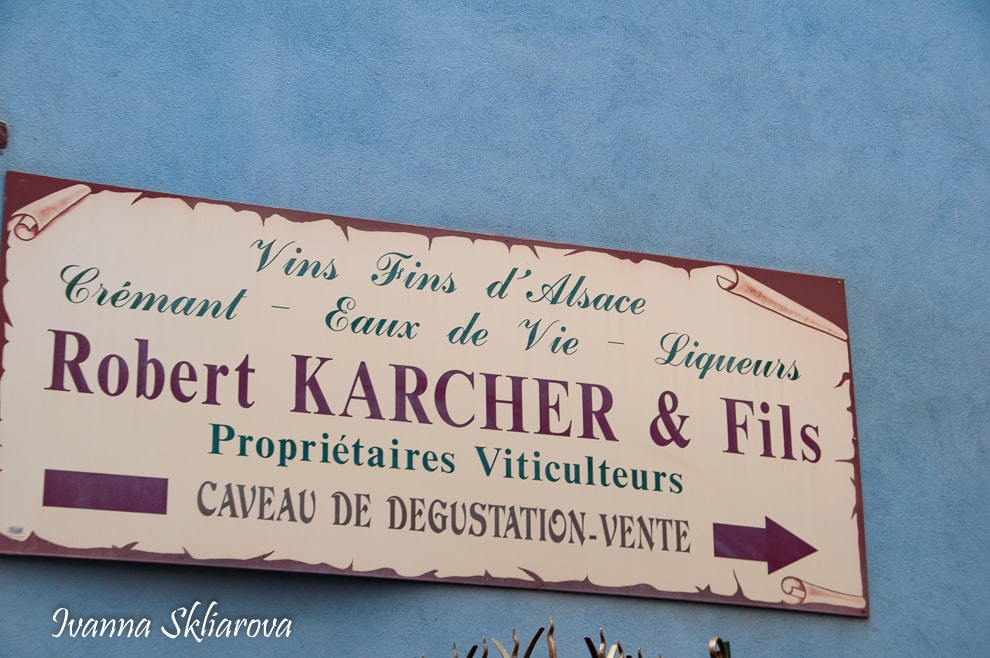 Vins Fins d'Alsace
Crémant - Eaux de Vie - Liqueurs
Robert KARCHER & Fils
Propriétaires Viticulteurs
CAVEAU DE DEGUSTATION-VENTE
Ivanna Skliarova